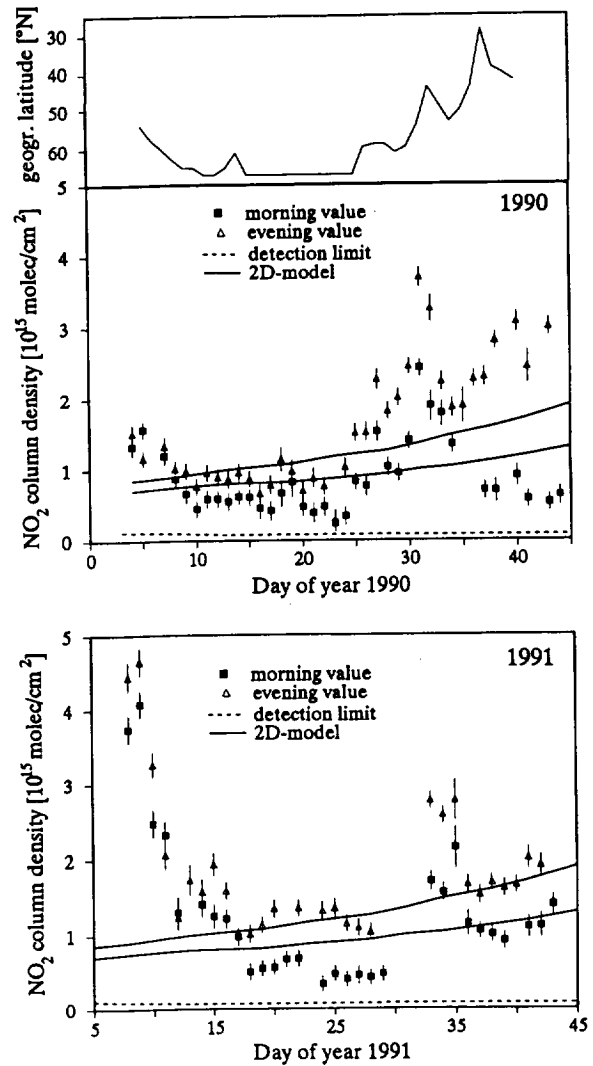 geogr. latitude [°N]
30
40
50
60
5
1990
morning value
evening value
detection limit
2D-model
NO2 column density [10^15 molec/cm^2]
4
3
2
1
0
0
10
20
30
40
Day of year 1990
5
1991
morning value
evening value
detection limit
2D-model
NO2 column density [10^15 molec/cm^2]
4
3
2
1
0
5
15
25
35
45
Day of year 1991